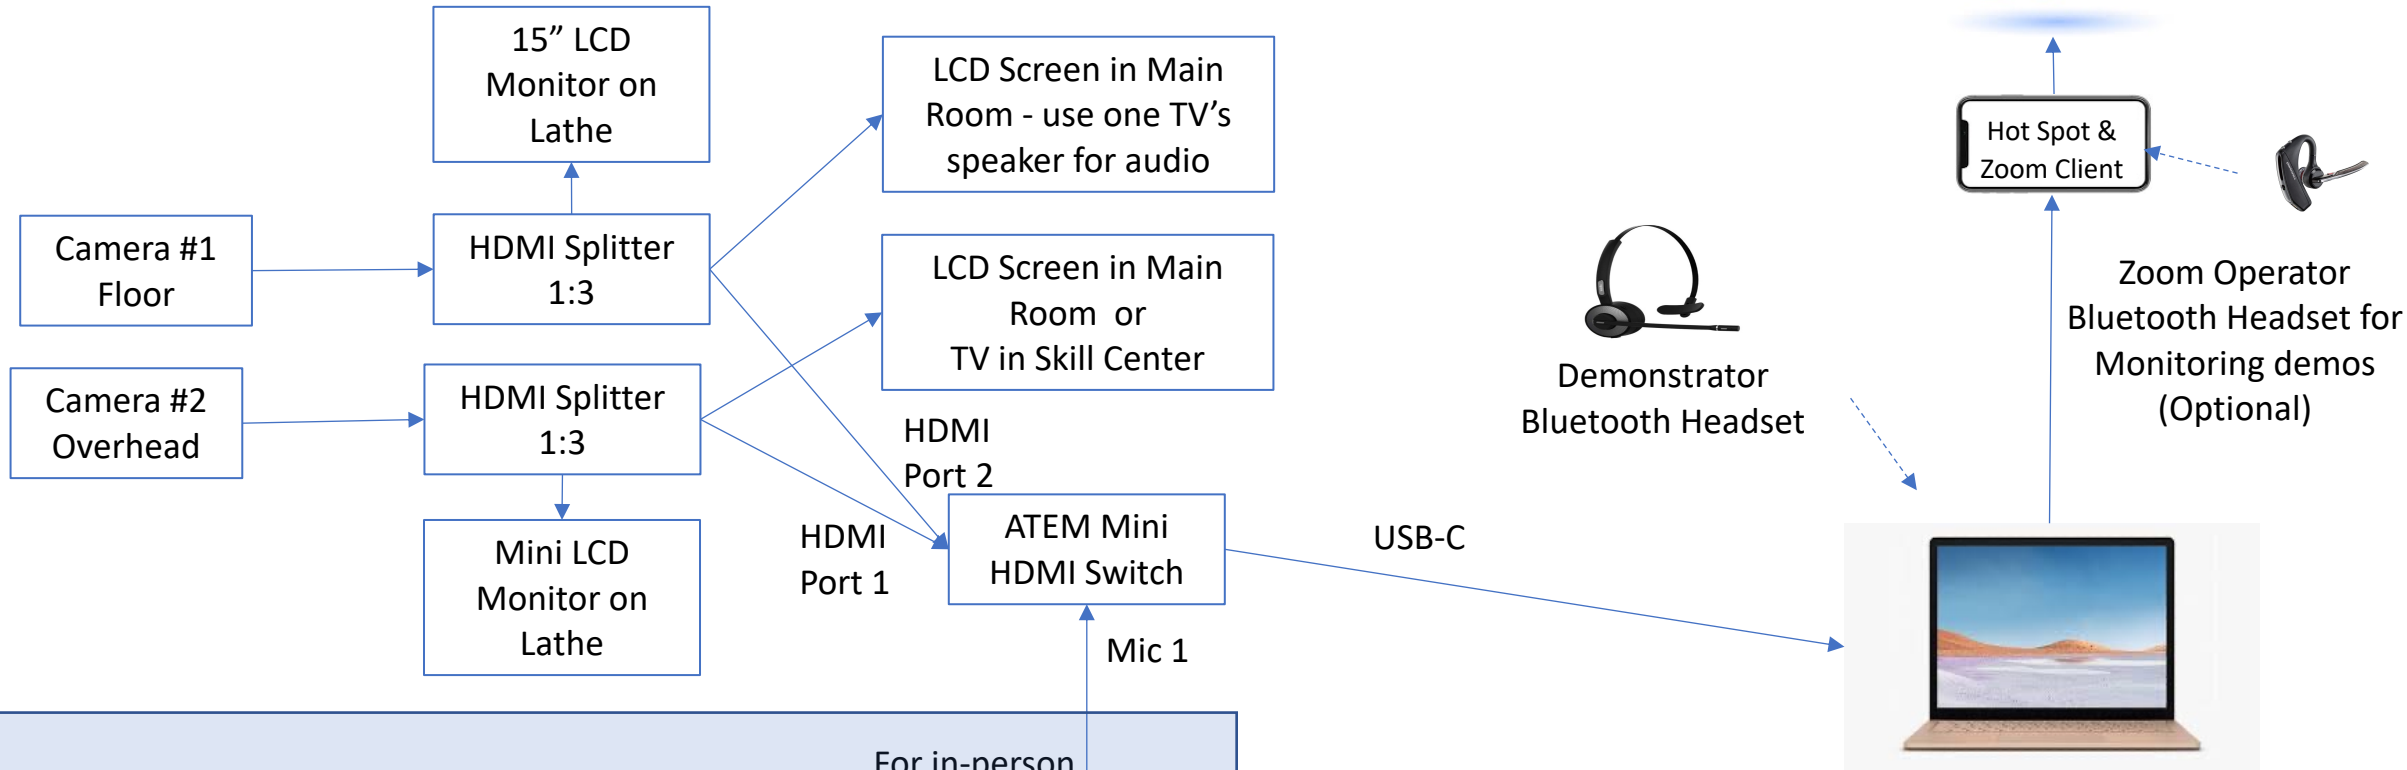 15” LCD
Monitor on
Lathe
LCD Screen in Main
Room - use one TV’s
speaker for audio
Hot Spot &
Zoom Client
Camera #1
Floor
HDMI Splitter
1:3
LCD Screen in Main
Room or
TV in Skill Center
Zoom Operator
Bluetooth Headset for
Monitoring demos
(Optional)
Demonstrator
Bluetooth Headset
Camera #2
Overhead
HDMI Splitter
1:3
HDMI
Port 2
Mini LCD
Monitor on
Lathe
HDMI
Port 1
ATEM Mini
HDMI Switch
USB-C
Mic 1
For in-person